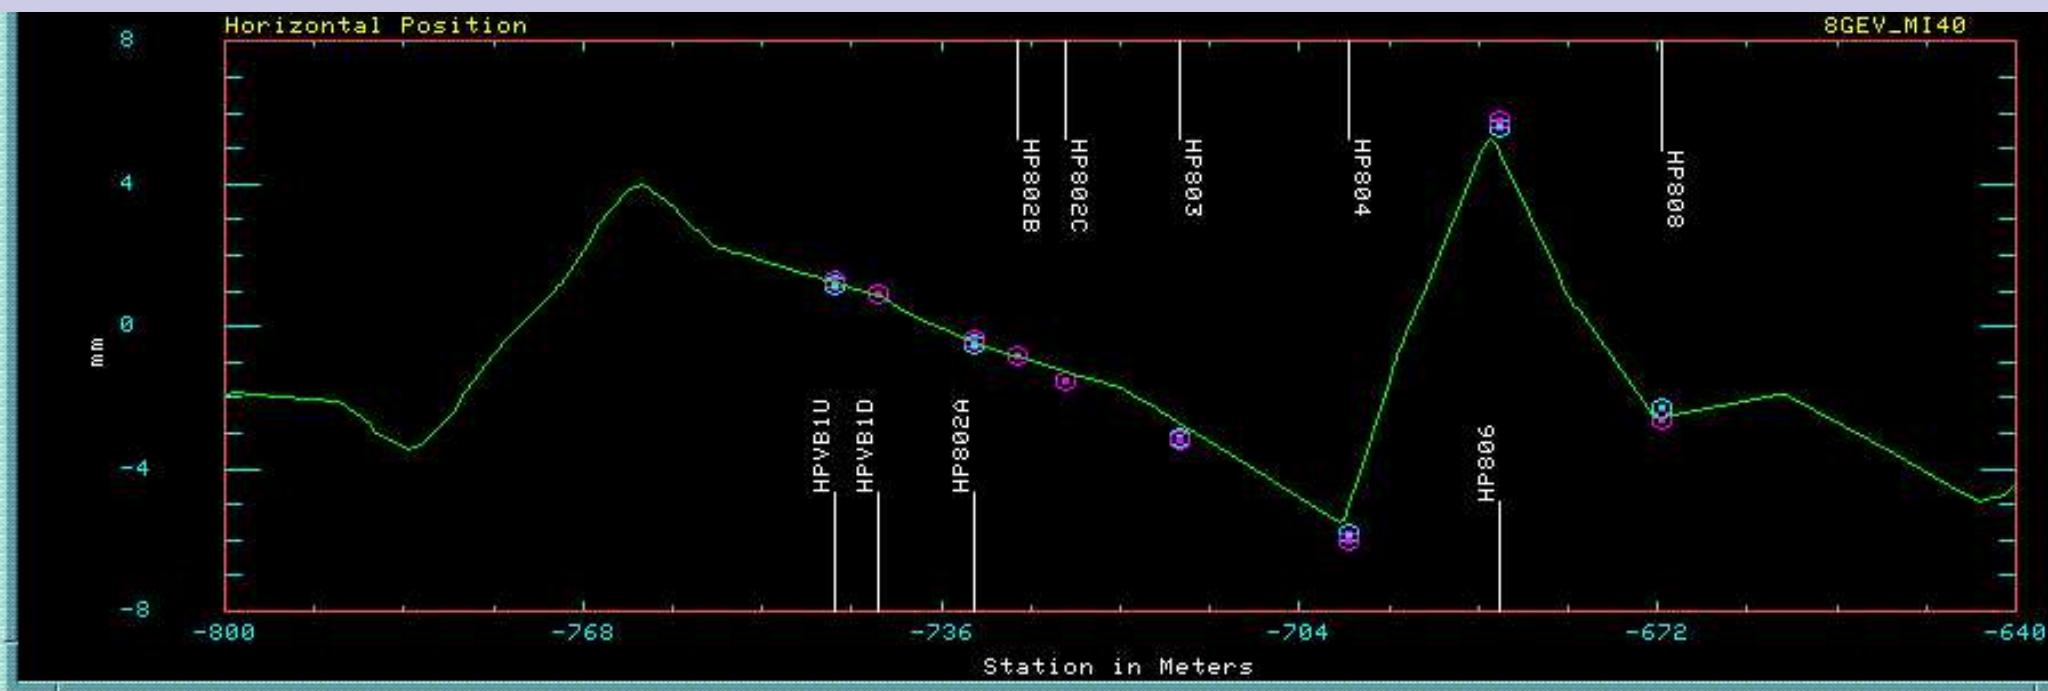 Horizontal Position
8GEV_MI40
8
4
0
-4
-8
mm
HP802B
HP802C
HP803
HP804
HP808
HPVB1U
HPVB1D
HP802A
HP806
-800
-768
-736
-704
-672
-640
Station in Meters